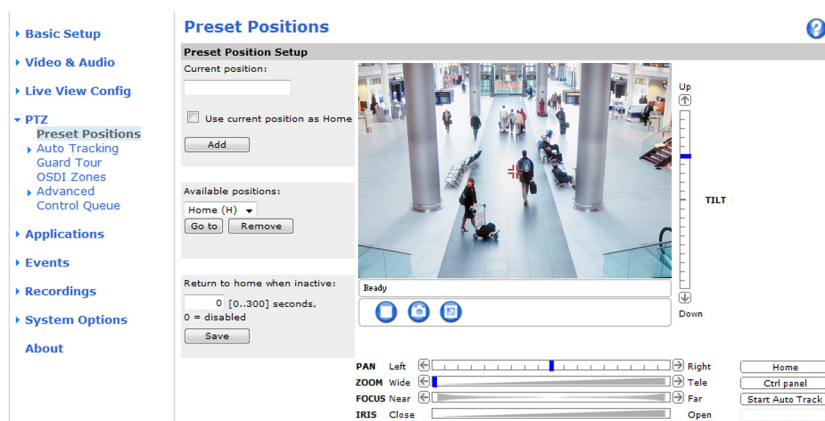 Basic Setup
Video & Audio
Live View Config
PTZ
Preset Positions
Auto Tracking
Guard Tour
OSDI Zones
Advanced
Control Queue
Applications
Events
Recordings
System Options
About
Preset Positions
?
Preset Position Setup
Current position:
Use current position as Home
Add
Available positions:
Home (H)
Go to Remove
Return to home when inactive:
0 [0..300] seconds,
0 = disabled
Save
Ready
Up
TILT
Down
PAN Left Right
ZOOM Wide Tele
FOCUS Near Far
IRIS Close Open
Home
Ctrl panel
Start Auto Track